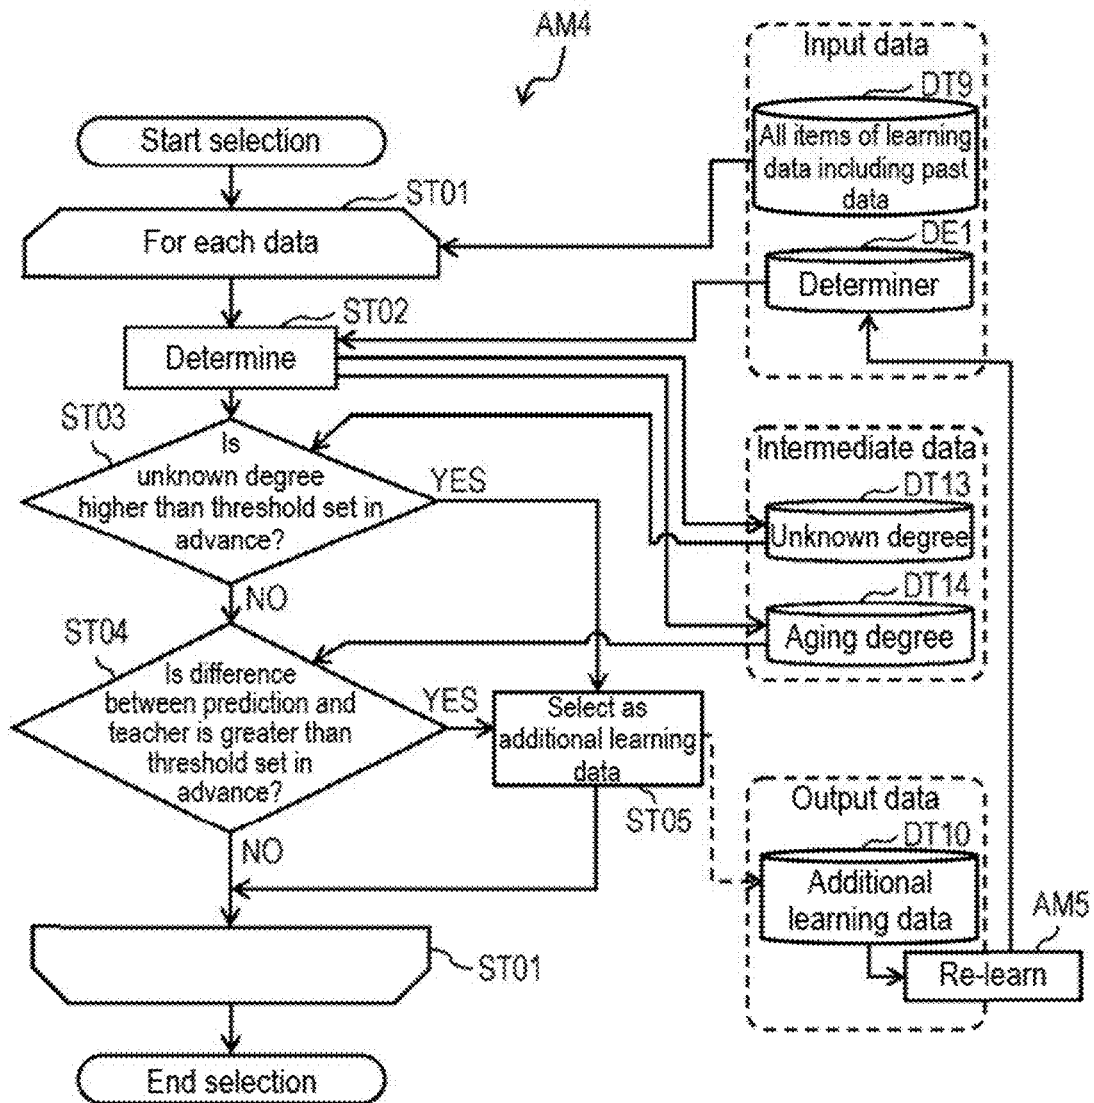 AM4
Start selection
ST01
For each data
ST02
Determine
ST03
Is
unknown degree
higher than threshold set in
advance?
YES
NO
ST04
Is difference
between prediction and
teacher is greater than
threshold set in
advance?
YES
NO
Select as
additional learning
data
ST05
ST01
End selection
Input data
DT9
All items of learning
data including past
data
DE1
Determiner
Intermediate data
DT13
Unknown degree
DT14
Aging degree
Output data
DT10
Additional
learning data
AM5
Re-learn